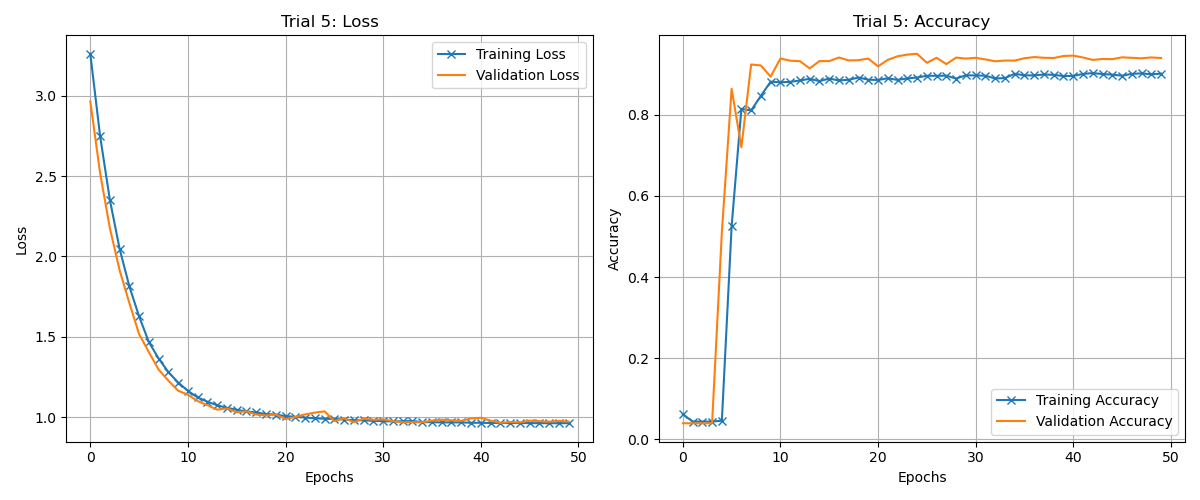 Trial 5: Loss
Training Loss
Validation Loss
3.0
2.5
2.0
1.5
1.0
Loss
0 10 20 30 40 50
Epochs
Trial 5: Accuracy
0.8
0.6
0.4
0.2
0.0
Accuracy
Training Accuracy
Validation Accuracy
0 10 20 30 40 50
Epochs